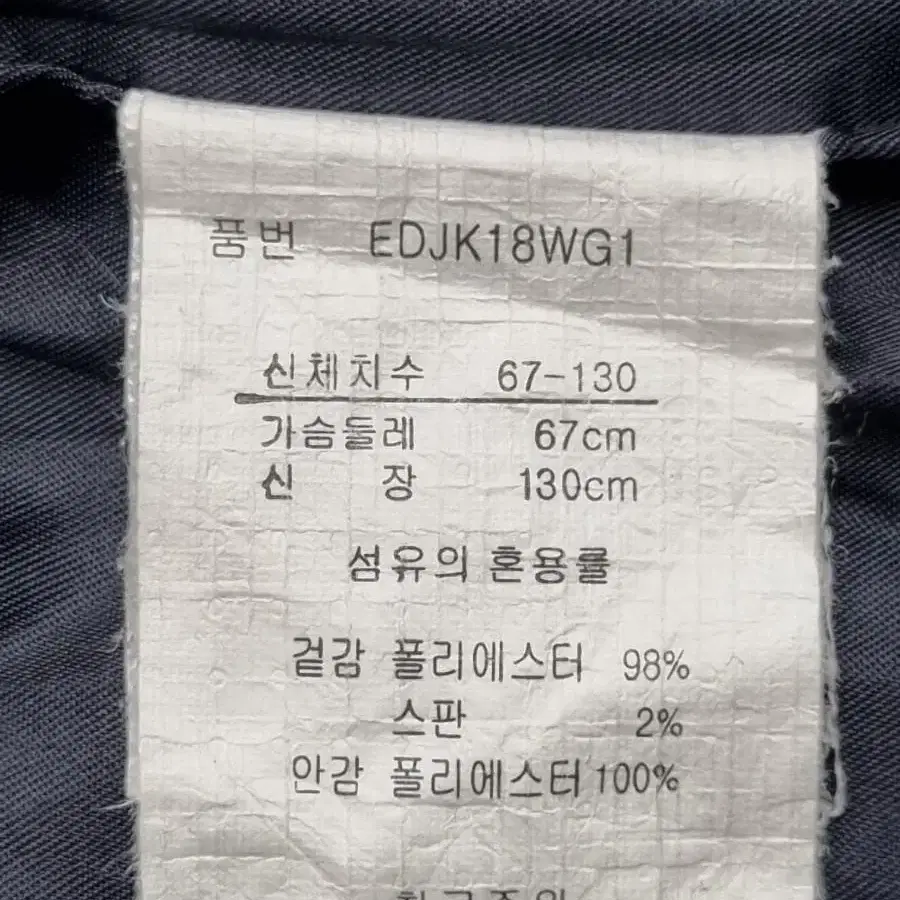 품번 EDJK18WG1
신체치수 67-130
가슴둘레 67cm
신 장 130cm
섬유의 혼용률
겉감 폴리에스터 98%
스판 2%
안감 폴리에스터 100%